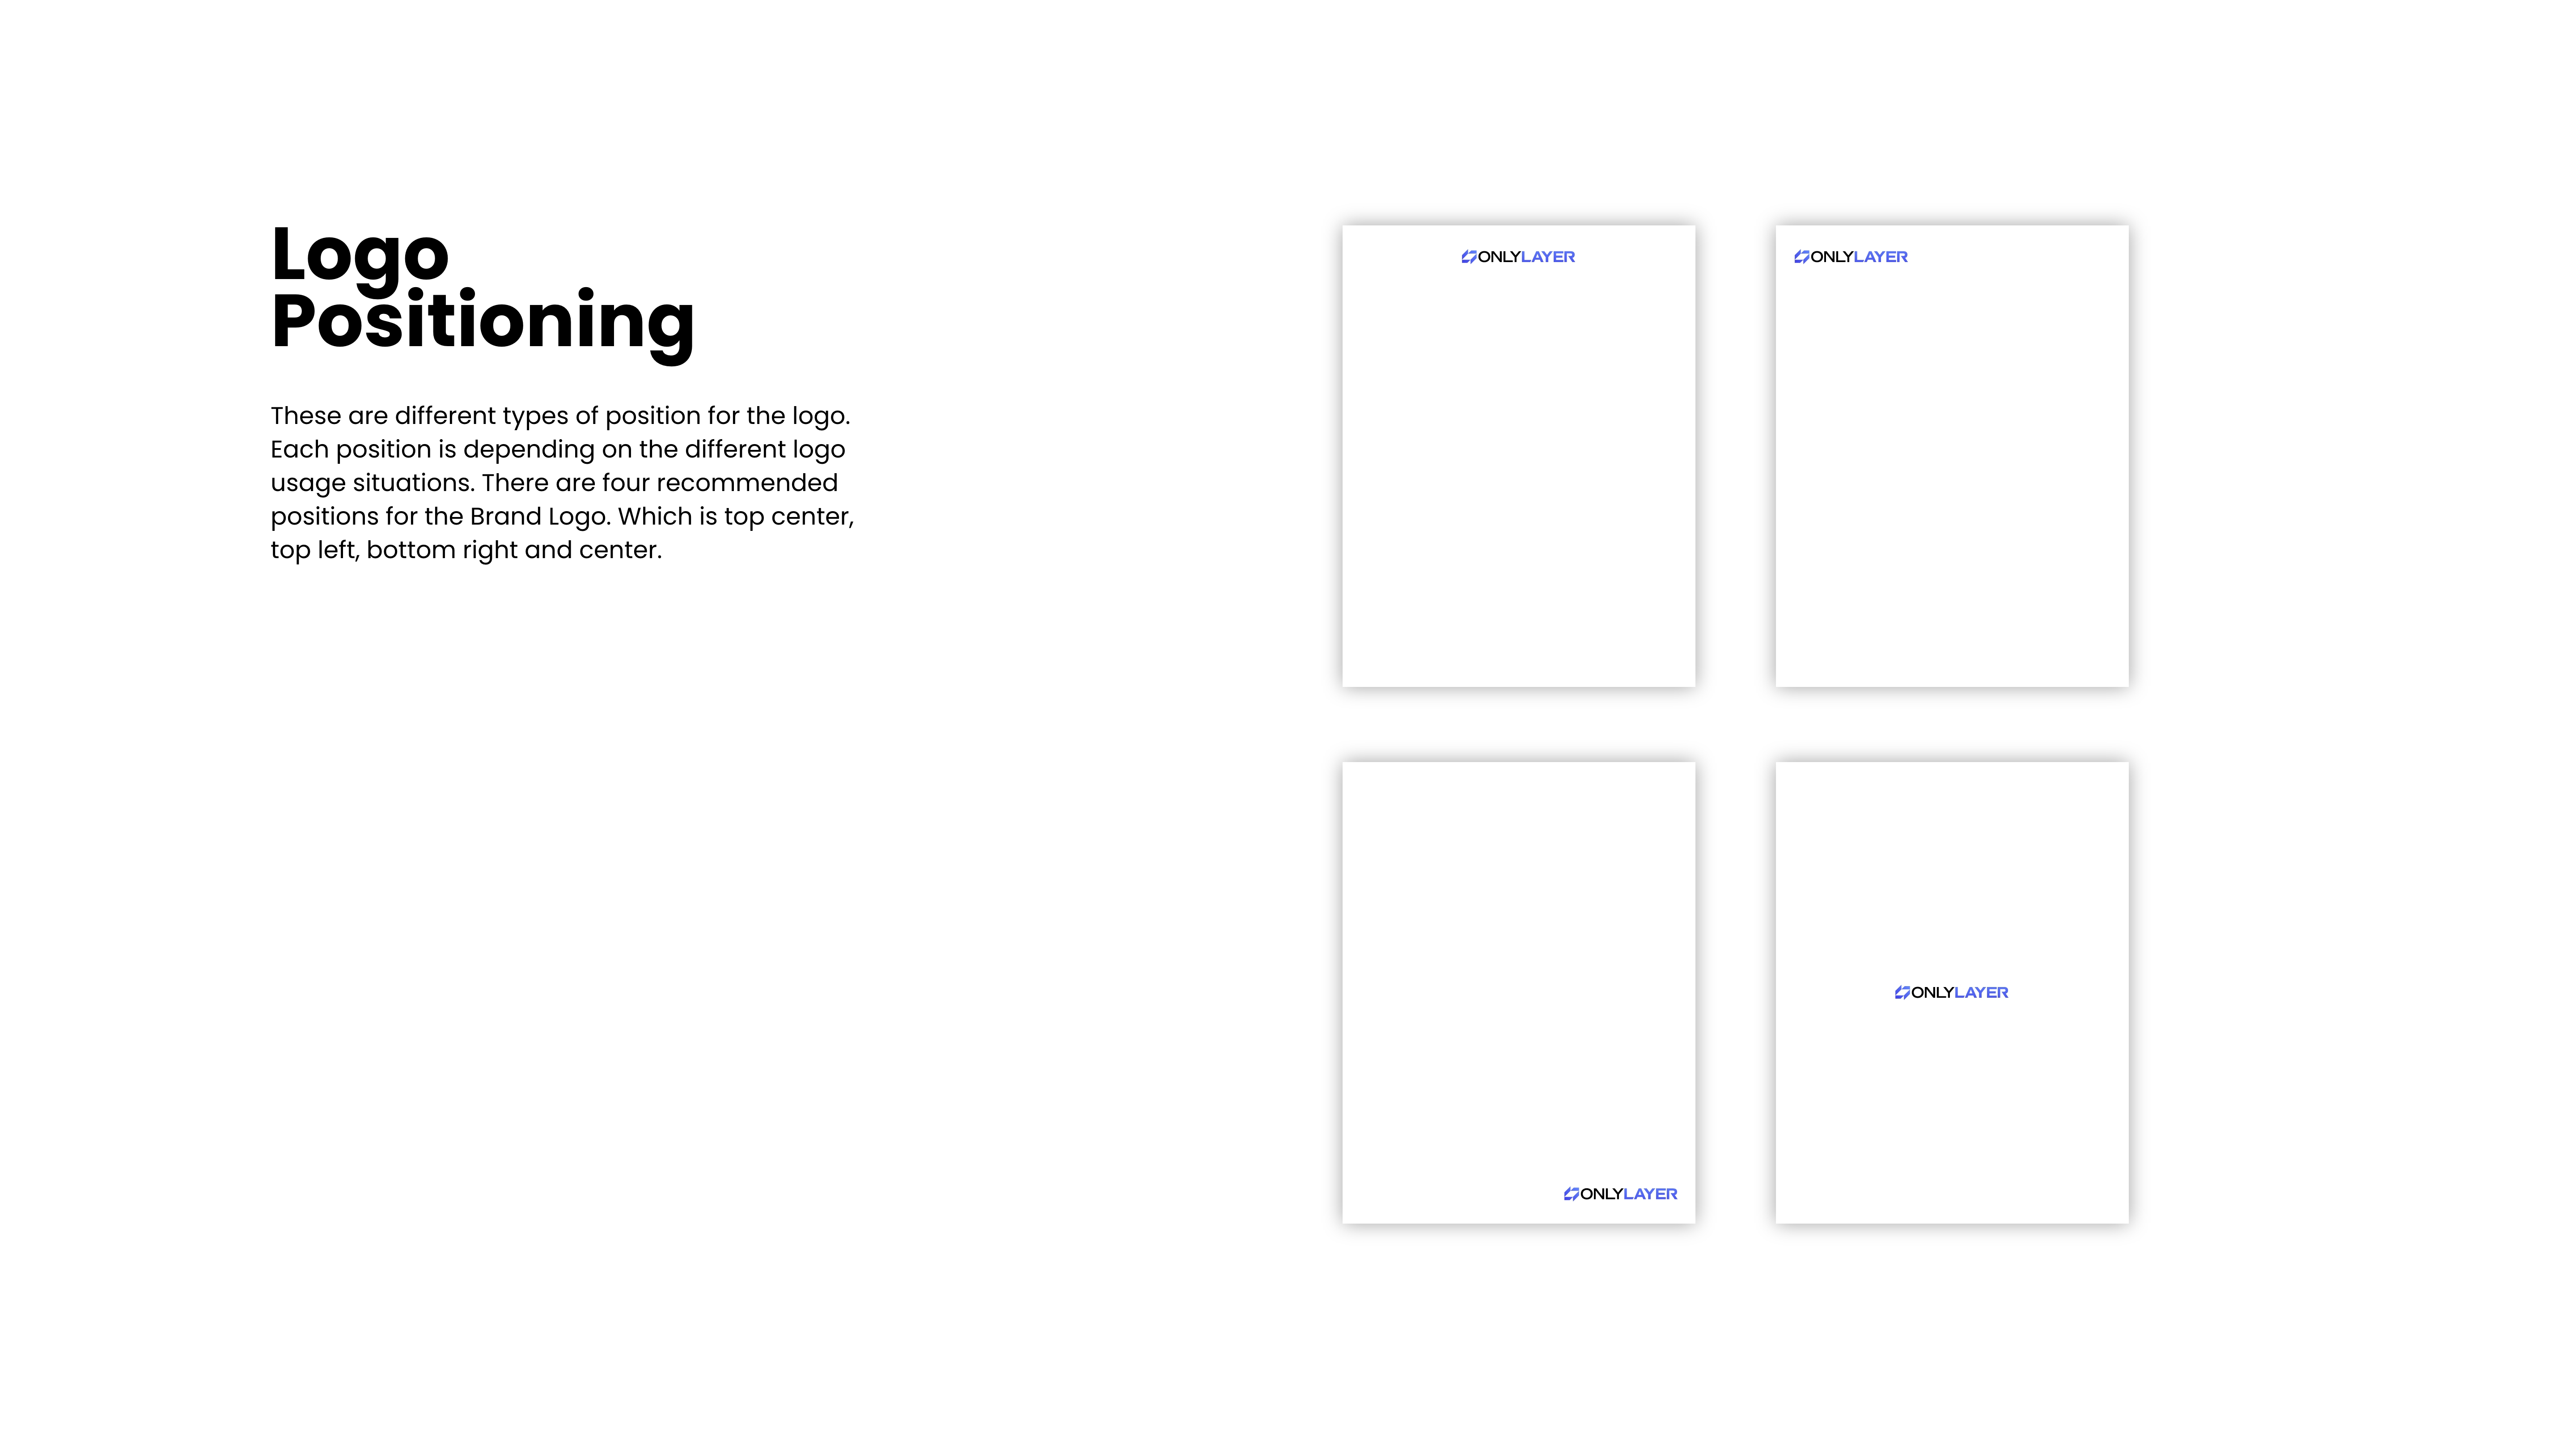 Logo
Positioning
These are different types of position for the logo.
Each position is depending on the different logo
usage situations. There are four recommended
positions for the Brand Logo. Which is top center,
top left, bottom right and center.
ONLYLAYER
ONLYLAYER
ONLYLAYER
ONLYLAYER